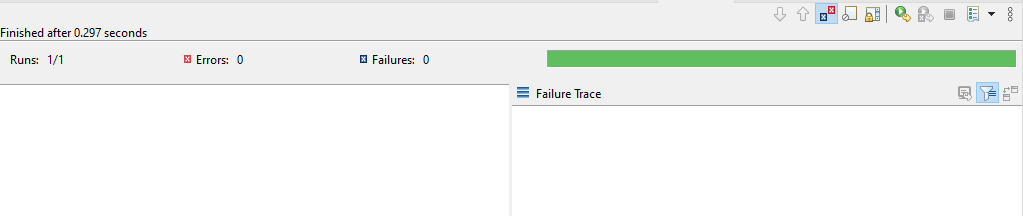 Finished after 0.297 seconds
Runs: 1/1
Errors: 0
Failures: 0
Failure Trace